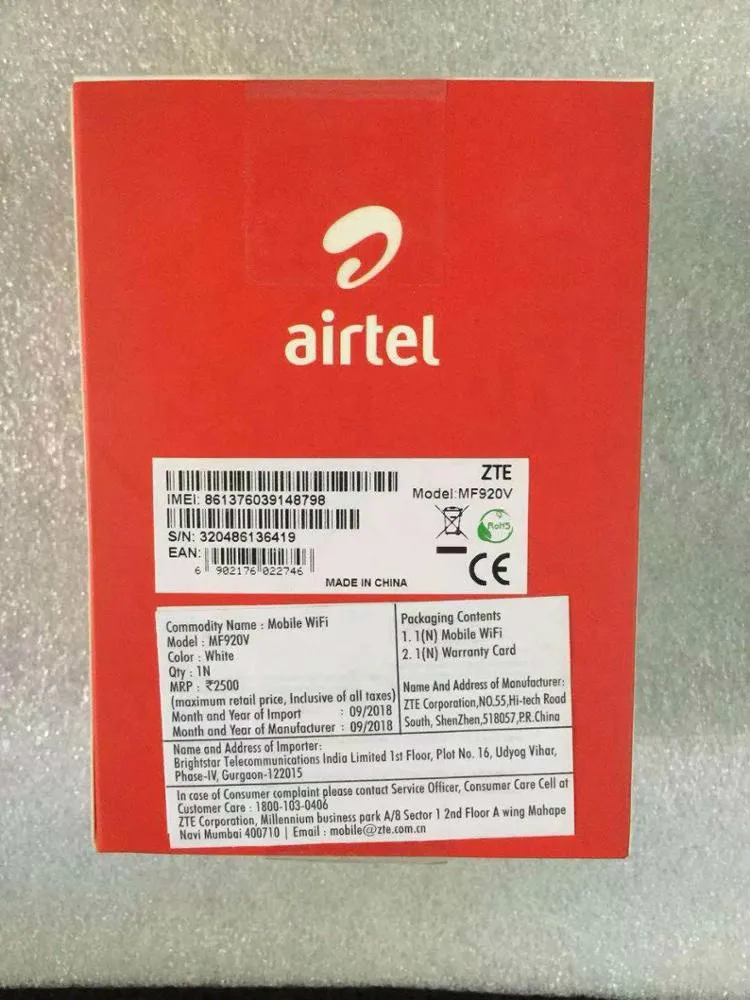 airtel
ZTE
Model:MF920V
IMEI: 861376039148798
S/N: 320486136419
RoHS
EAN:
6 902176 022746
CE
MADE IN CHINA
Commodity Name : Mobile WiFi
Model : MF920V
Color : White
Qty : 1N
MRP : ₹2500
(maximum retail price, Inclusive of all taxes)
Month and Year of Import : 09/2018
Month and Year of Manufacturer : 09/2018
Packaging Contents
1. 1(N) Mobile WiFi
2. 1(N) Warranty Card
Name And Address of Manufacturer:
ZTE Corporation,NO.55,Hi-tech Road
South, ShenZhen,518057,P.R.China
Name and Address of Importer:
Brightstar Telecommunications India Limited 1st Floor, Plot No. 16, Udyog Vihar,
Phase-IV, Gurgaon-122015
In case of Consumer complaint please contact Service Officer, Consumer Care Cell at
Customer Care : 1800-103-0406
ZTE Corporation, Millennium business park A/8 Sector 1 2nd Floor A wing Mahape
Navi Mumbai 400710 | Email : mobile@zte.com.cn